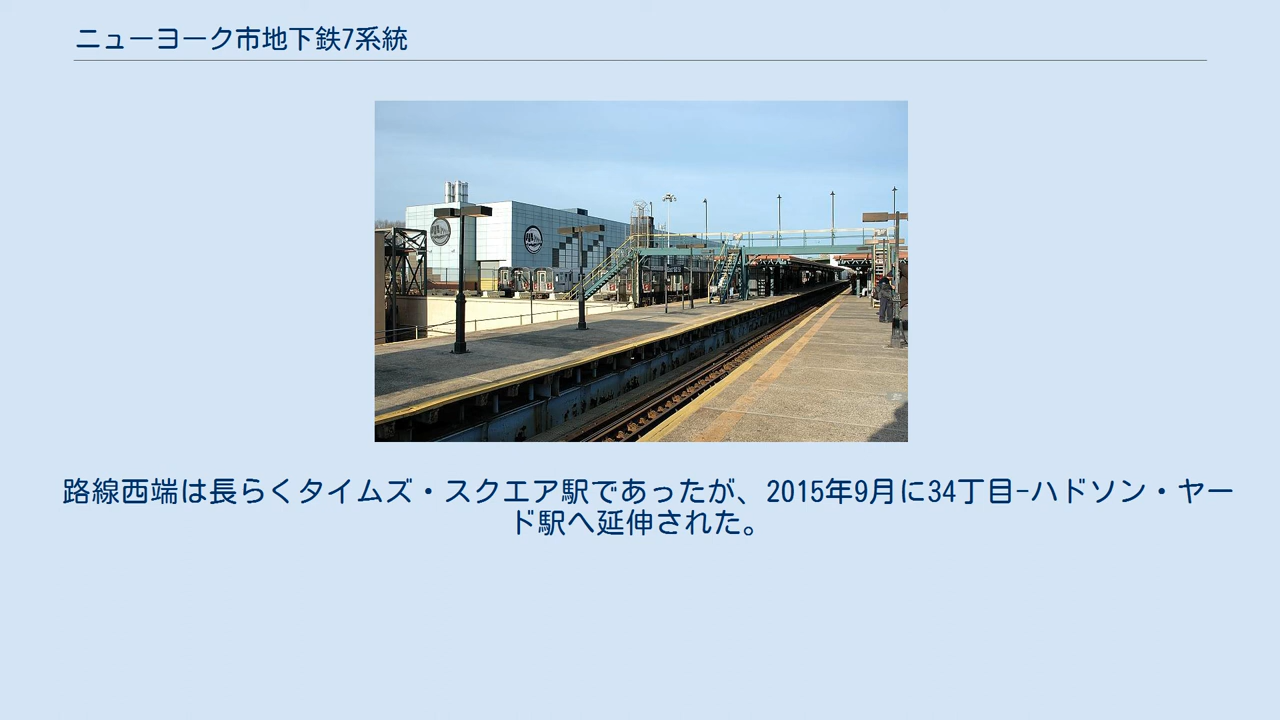 ニューヨーク市地下鉄7系統
路線西端は長らくタイムズ・スクエア駅であったが、2015年9月に34丁目-ハドソン・ヤー
ド駅へ延伸された。